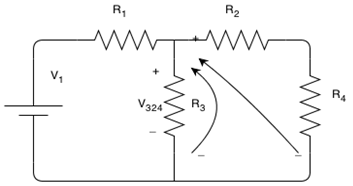 R1
R2
+
V1
+
V324
R3
R4
–
–
–